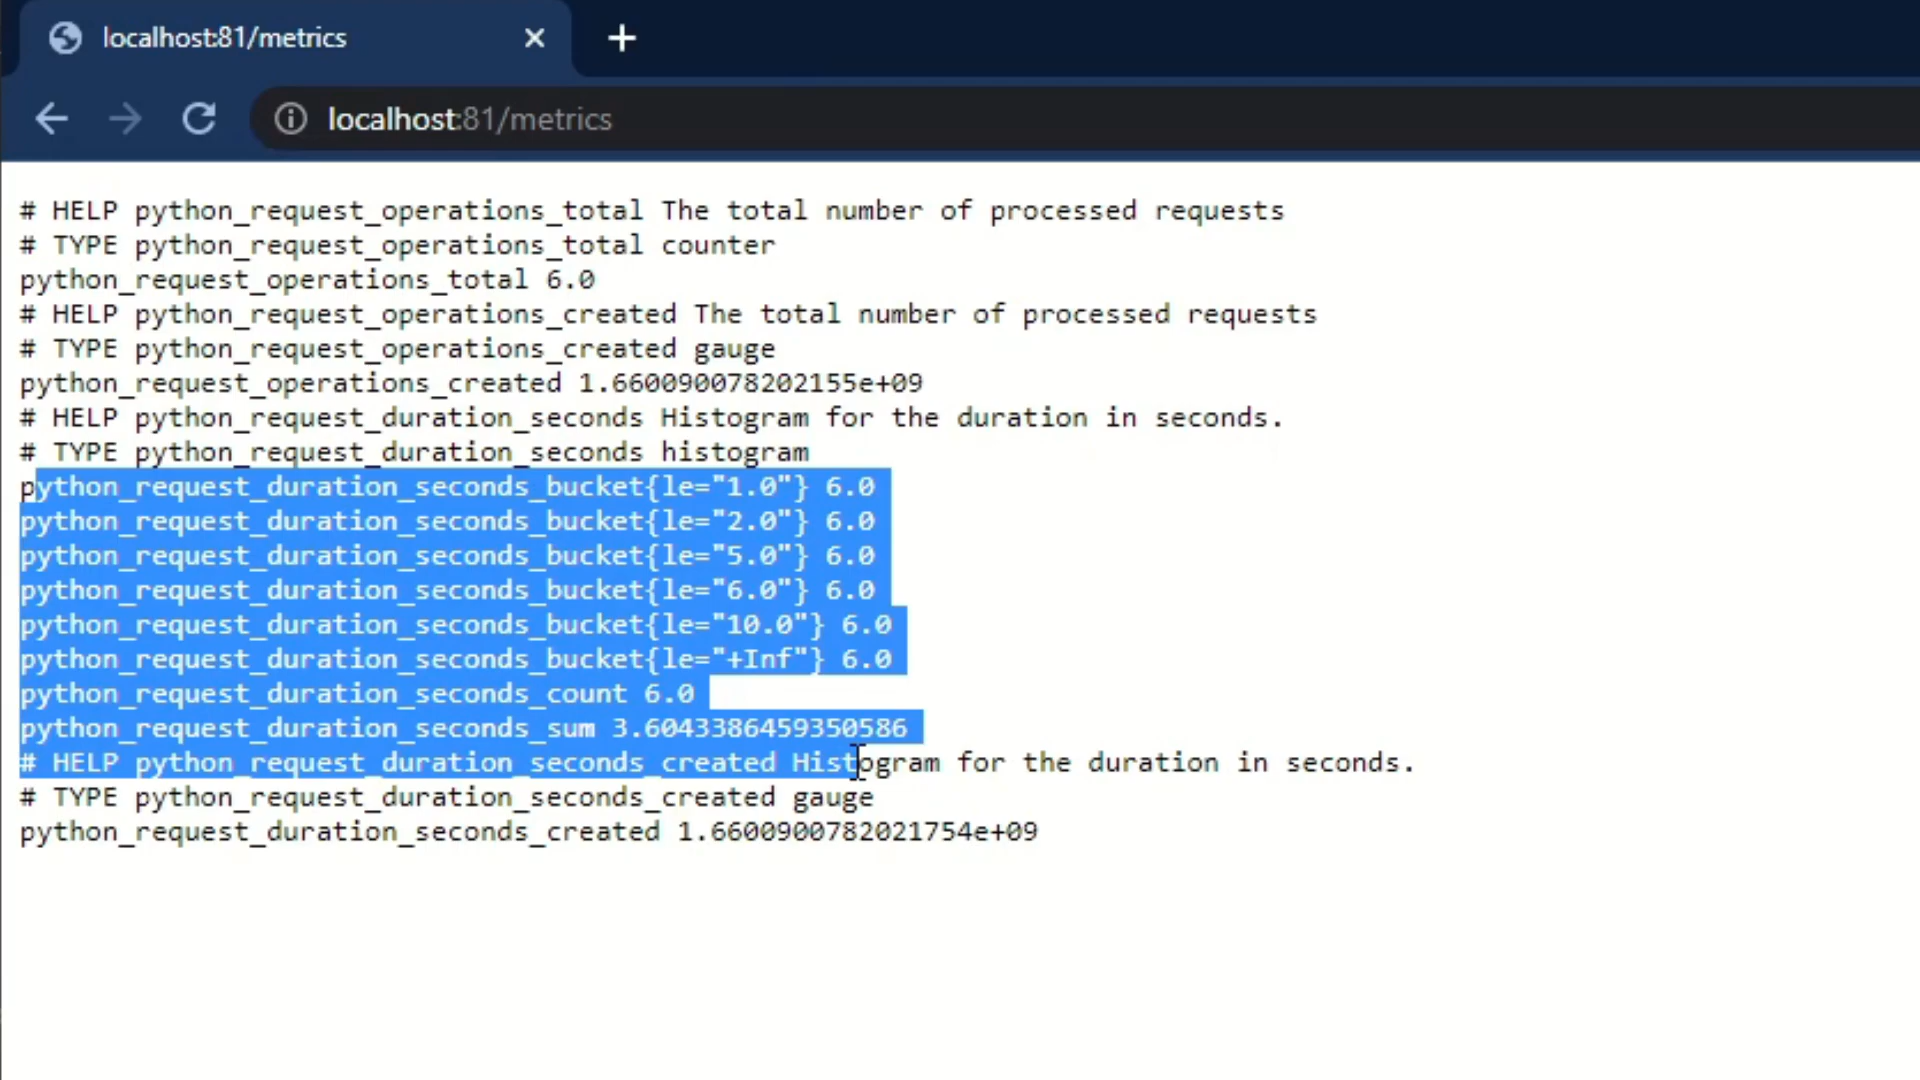 localhost:81/metrics
localhost:81/metrics
# HELP python_request_operations_total The total number of processed requests
# TYPE python_request_operations_total counter
python_request_operations_total 6.0
# HELP python_request_operations_created The total number of processed requests
# TYPE python_request_operations_created gauge
python_request_operations_created 1.660090078202155e+09
# HELP python_request_duration_seconds Histogram for the duration in seconds.
# TYPE python_request_duration_seconds histogram
python_request_duration_seconds_bucket{le="1.0"} 6.0
python_request_duration_seconds_bucket{le="2.0"} 6.0
python_request_duration_seconds_bucket{le="5.0"} 6.0
python_request_duration_seconds_bucket{le="6.0"} 6.0
python_request_duration_seconds_bucket{le="10.0"} 6.0
python_request_duration_seconds_bucket{le="+Inf"} 6.0
python_request_duration_seconds_count 6.0
python_request_duration_seconds_sum 3.6043386459350586
# HELP python_request_duration_seconds_created Histogram for the duration in seconds.
# TYPE python_request_duration_seconds_created gauge
python_request_duration_seconds_created 1.6600900782021754e+09